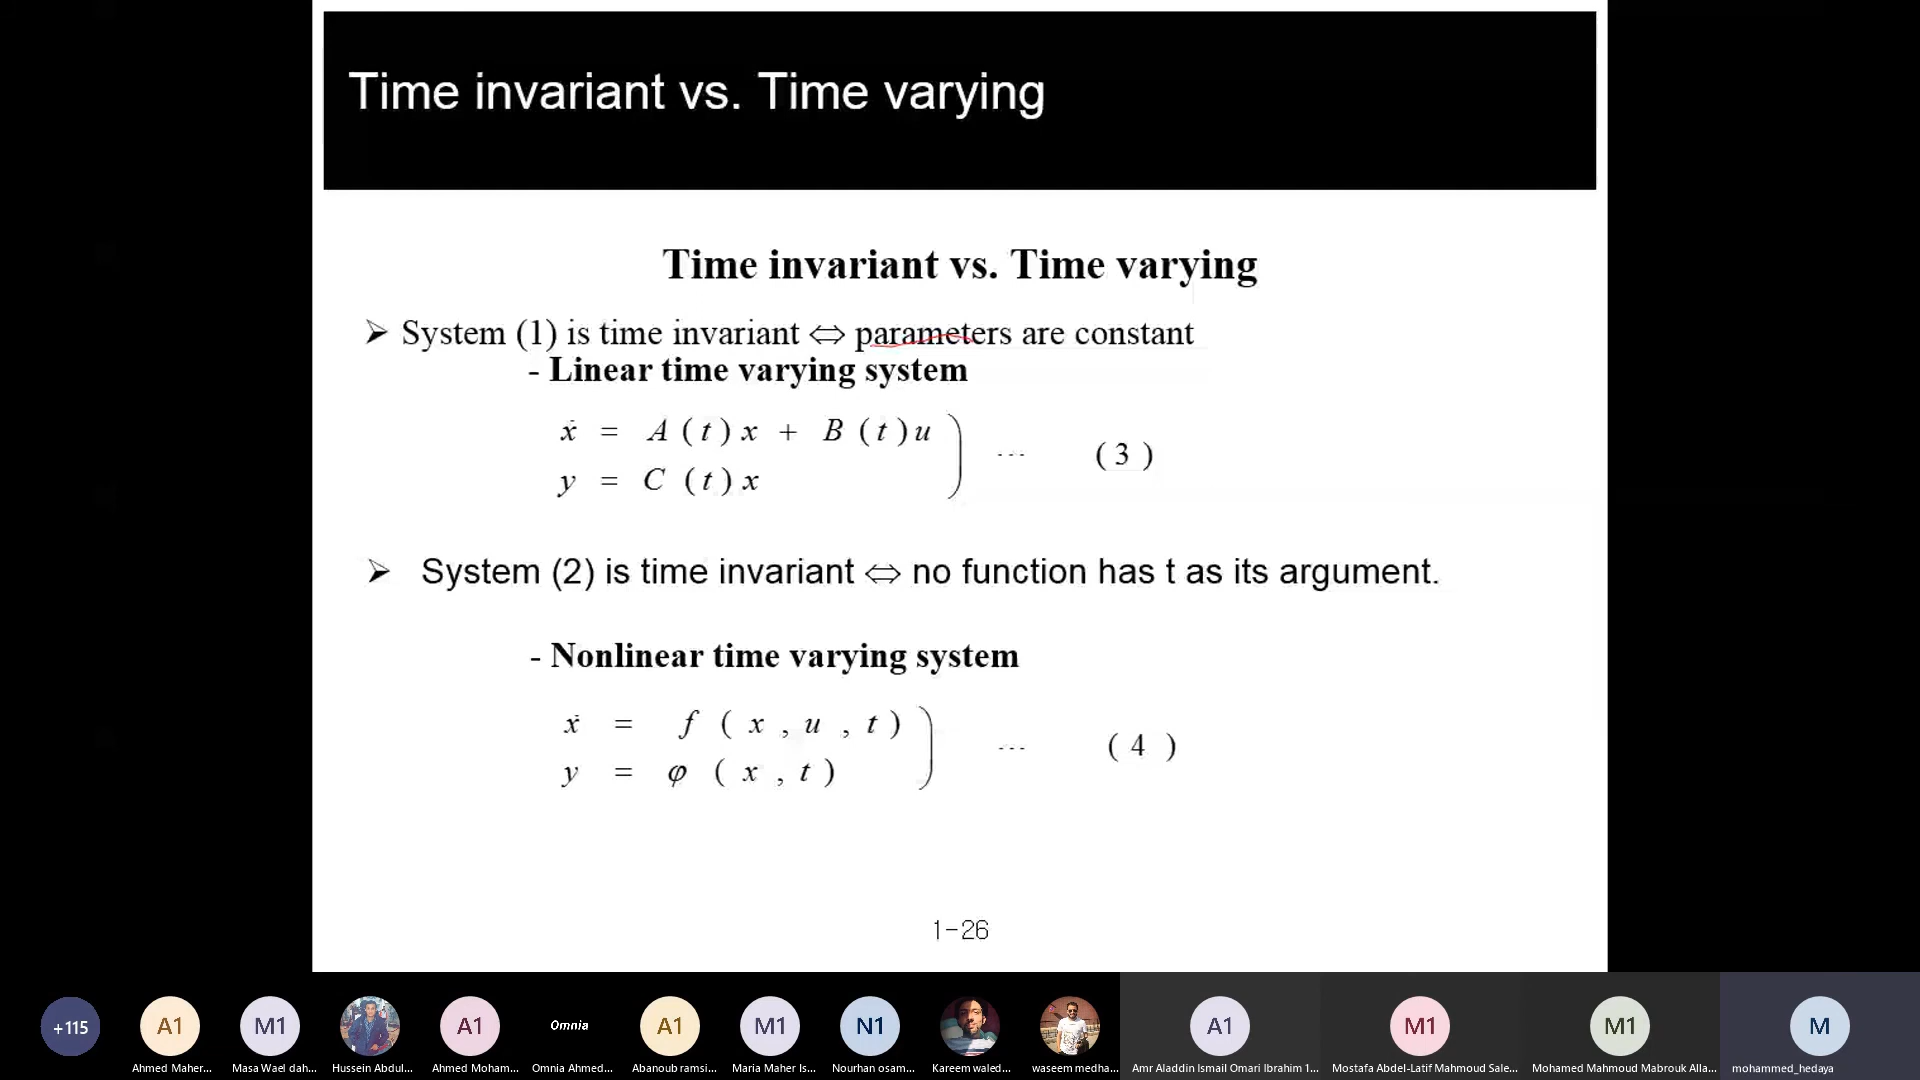 Time invariant vs. Time varying
Time invariant vs. Time varying
➢ System (1) is time invariant ⇔ parameters are constant
- Linear time varying system
ẋ = A (t) x + B (t) u
y = C (t) x
... (3)
➢ System (2) is time invariant ⇔ no function has t as its argument.
- Nonlinear time varying system
ẋ = f (x, u, t)
y = φ (x, t)
... (4)
1-26
+115 A1 M1 A1 Omnia A1 M1 N1 A1 M1 M1 M
Ahmed Maher... Masa Wael dah... Hussein Abdul... Ahmed Moham... Omnia Ahmed... Abanoub ramsi... Maria Maher Is... Nourhan osam... Kareem waled... waseem medha... Amr Aladdin Ismail Omari Ibrahim 1... Mostafa Abdel-Latif Mahmoud Sale... Mohamed Mahmoud Mabrouk Alla... mohammed_hedaya